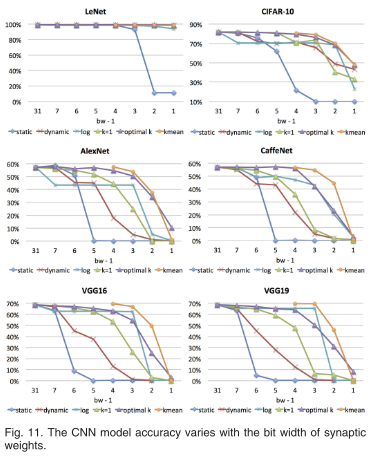 LeNet
100%
80%
60%
40%
20%
0%
31 7 6 5 4 3 2 1
bw - 1
static dynamic log k=1 optimal k kmean
CIFAR-10
90%
70%
50%
30%
10%
31 7 6 5 4 3 2 1
bw - 1
static dynamic log k=1 optimal k kmean
AlexNet
60%
50%
40%
30%
20%
10%
0%
31 7 6 5 4 3 2 1
bw - 1
static dynamic log k=1 optimal k kmean
CaffeNet
60%
50%
40%
30%
20%
10%
0%
31 7 6 5 4 3 2 1
bw - 1
static dynamic log k=1 optimal k kmean
VGG16
70%
60%
50%
40%
30%
20%
10%
0%
31 7 6 5 4 3 2 1
bw - 1
static dynamic log k=1 optimal k kmean
VGG19
70%
60%
50%
40%
30%
20%
10%
0%
31 7 6 5 4 3 2 1
bw - 1
static dynamic log k=1 optimal k kmean
Fig. 11. The CNN model accuracy varies with the bit width of synaptic
weights.